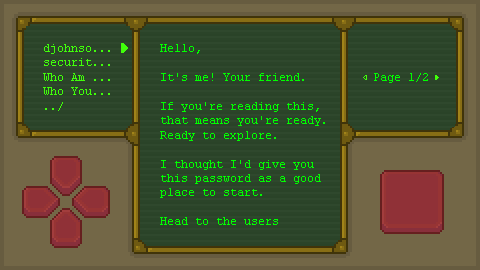 djohnso...
securit...
Who Am ...
Who You...
../
Hello,
It's me! Your friend.
If you're reading this,
that means you're ready.
Ready to explore.
I thought I'd give you
this password as a good
place to start.
Head to the users
Page 1/2